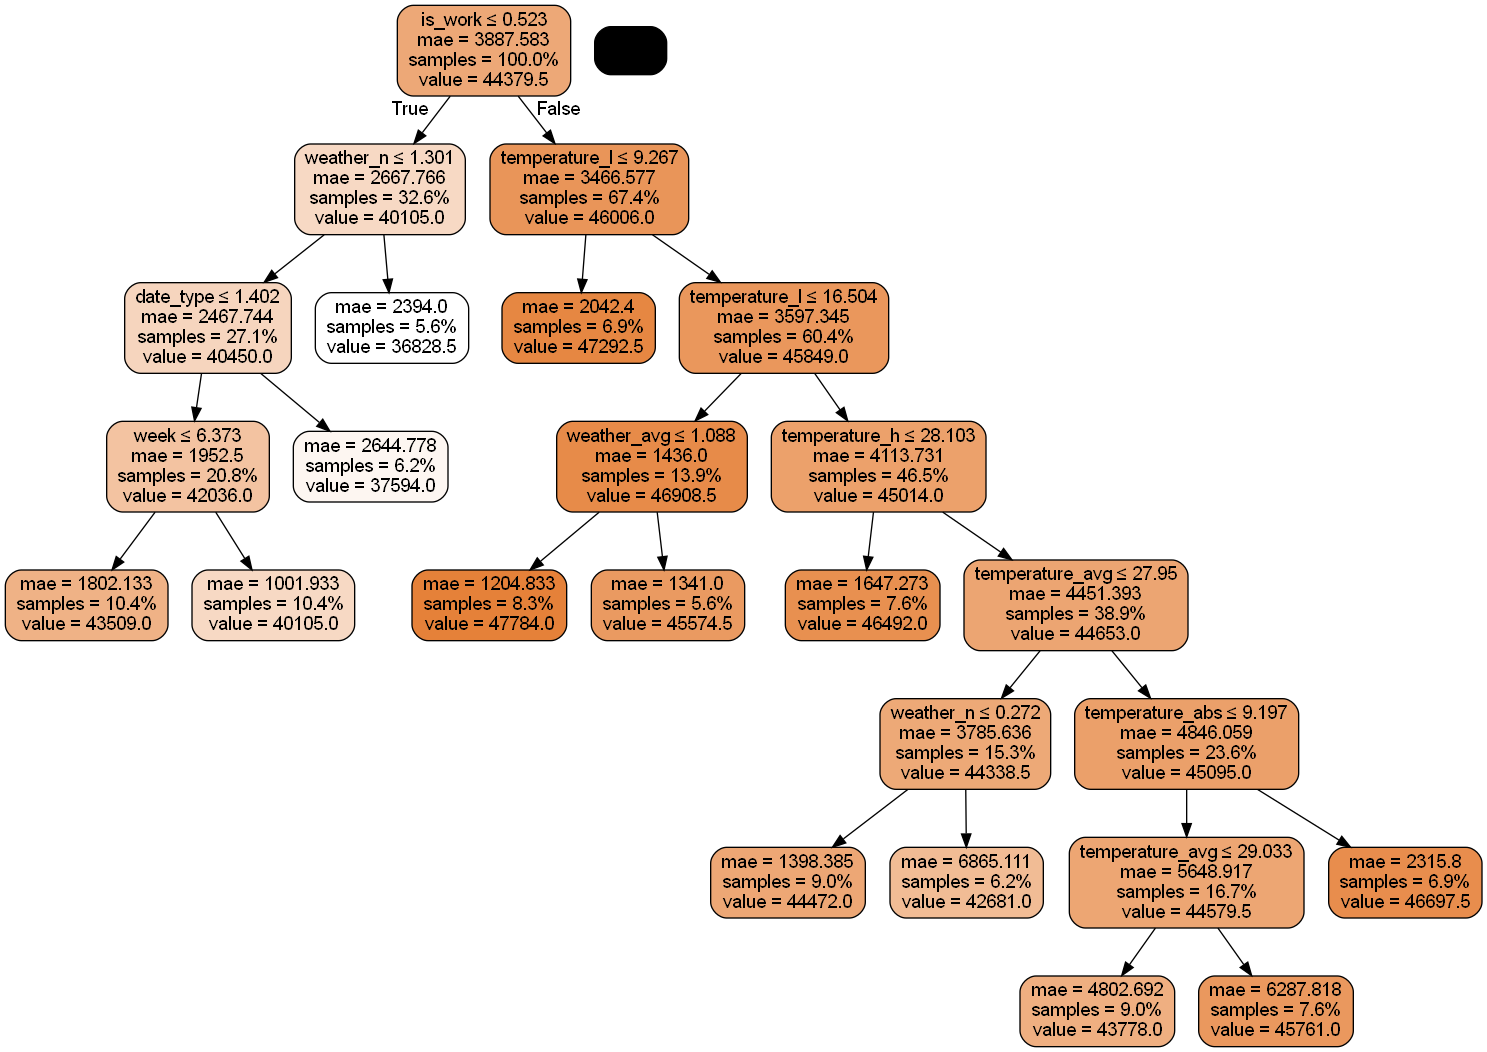 is_work ≤ 0.523
mae = 3887.583
samples = 100.0%
value = 44379.5
True
False
weather_n ≤ 1.301
mae = 2667.766
samples = 32.6%
value = 40105.0
temperature_l ≤ 9.267
mae = 3466.577
samples = 67.4%
value = 46006.0
date_type ≤ 1.402
mae = 2467.744
samples = 27.1%
value = 40450.0
mae = 2394.0
samples = 5.6%
value = 36828.5
mae = 2042.4
samples = 6.9%
value = 47292.5
temperature_l ≤ 16.504
mae = 3597.345
samples = 60.4%
value = 45849.0
week ≤ 6.373
mae = 1952.5
samples = 20.8%
value = 42036.0
mae = 2644.778
samples = 6.2%
value = 37594.0
weather_avg ≤ 1.088
mae = 1436.0
samples = 13.9%
value = 46908.5
temperature_h ≤ 28.103
mae = 4113.731
samples = 46.5%
value = 45014.0
mae = 1802.133
samples = 10.4%
value = 43509.0
mae = 1001.933
samples = 10.4%
value = 40105.0
mae = 1204.833
samples = 8.3%
value = 47784.0
mae = 1341.0
samples = 5.6%
value = 45574.5
mae = 1647.273
samples = 7.6%
value = 46492.0
temperature_avg ≤ 27.95
mae = 4451.393
samples = 38.9%
value = 44653.0
weather_n ≤ 0.272
mae = 3785.636
samples = 15.3%
value = 44338.5
temperature_abs ≤ 9.197
mae = 4846.059
samples = 23.6%
value = 45095.0
mae = 1398.385
samples = 9.0%
value = 44472.0
mae = 6865.111
samples = 6.2%
value = 42681.0
temperature_avg ≤ 29.033
mae = 5648.917
samples = 16.7%
value = 44579.5
mae = 2315.8
samples = 6.9%
value = 46697.5
mae = 4802.692
samples = 9.0%
value = 43778.0
mae = 6287.818
samples = 7.6%
value = 45761.0